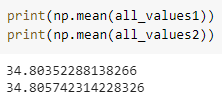 print(np.mean(all_values1))
print(np.mean(all_values2))
34.80352288138266
34.805742314228326